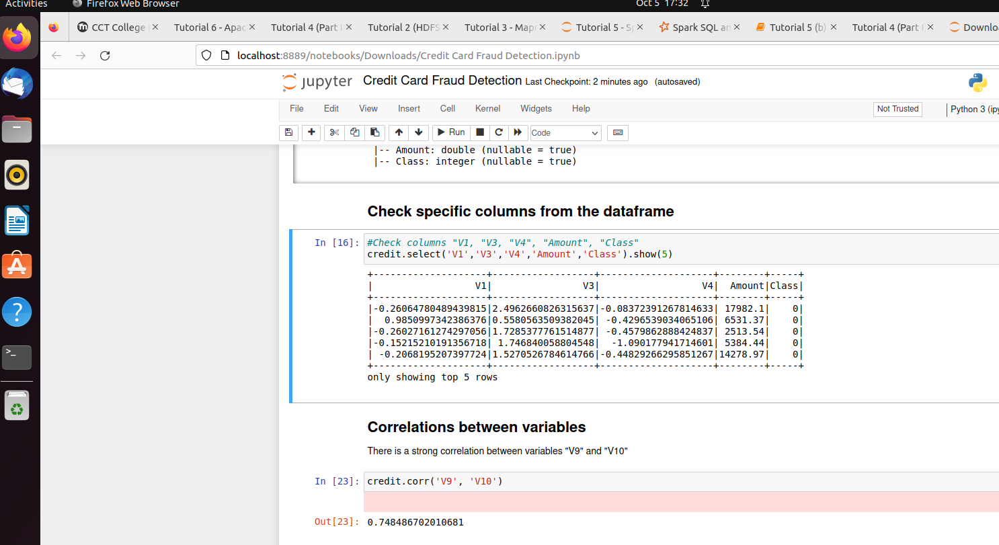 Activities Firefox Web Browser Oct 5 17:32
CCT College Tutorial 6 - Apac Tutorial 4 (Part I Tutorial 2 (HDFS Tutorial 3 - Mapr Tutorial 5 - Sp Spark SQL an Tutorial 5 (b) Tutorial 4 (Part I Downlo
localhost:8889/notebooks/Downloads/Credit Card Fraud Detection.ipynb
jupyter Credit Card Fraud Detection Last Checkpoint: 2 minutes ago (autosaved)
File Edit View Insert Cell Kernel Widgets Help Not Trusted Python 3 (ipy
Run Code
|-- Amount: double (nullable = true)
|-- Class: integer (nullable = true)
Check specific columns from the dataframe
In [16]: #Check columns "V1, "V3, "V4", "Amount", "Class"
credit.select('V1','V3','V4','Amount','Class').show(5)
+--------------------+------------------+--------------------+--------+-----+
|                  V1|                V3|                  V4|  Amount|Class|
+--------------------+------------------+--------------------+--------+-----+
|-0.26064780489439815|2.4962660826315637|-0.08372391267814633| 17982.1|    0|
|  0.9850997342386376|0.5580563509382045| -0.4296539034065106| 6531.37|    0|
|-0.26027161274297056|1.7285377761514877| -0.4579862888424837| 2513.54|    0|
|-0.15215210191356718| 1.746840058804548|  -1.090177941714601| 5384.44|    0|
| -0.2068195207397724|1.5270526784614766|-0.44829266295851267|14278.97|    0|
+--------------------+------------------+--------------------+--------+-----+
only showing top 5 rows
Correlations between variables
There is a strong correlation between variables "V9" and "V10"
In [23]: credit.corr('V9', 'V10')
Out[23]: 0.748486702010681